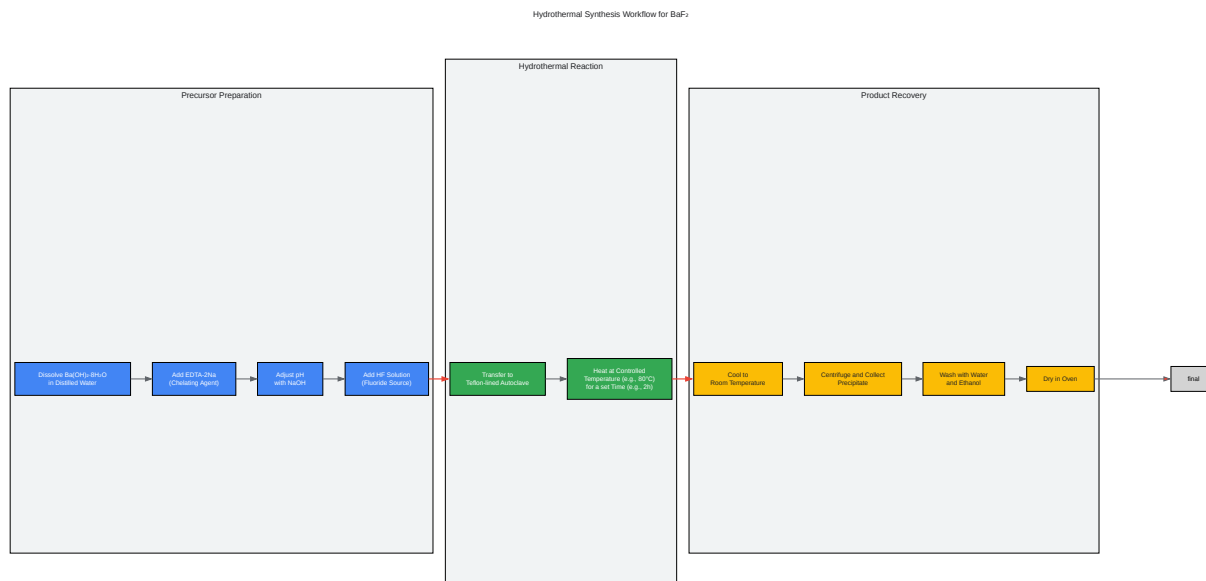 Hydrothermal Synthesis Workflow for BaF₂
Precursor Preparation
Dissolve Ba(OH)₂·8H₂O
in Distilled Water
Add EDTA-2Na
(Chelating Agent)
Adjust pH
with NaOH
Add HF Solution
(Fluoride Source)
Hydrothermal Reaction
Transfer to
Teflon-lined Autoclave
Heat at Controlled
Temperature (e.g., 80°C)
for a set Time (e.g., 2h)
Product Recovery
Cool to
Room Temperature
Centrifuge and Collect
Precipitate
Wash with Water
and Ethanol
Dry in Oven
final